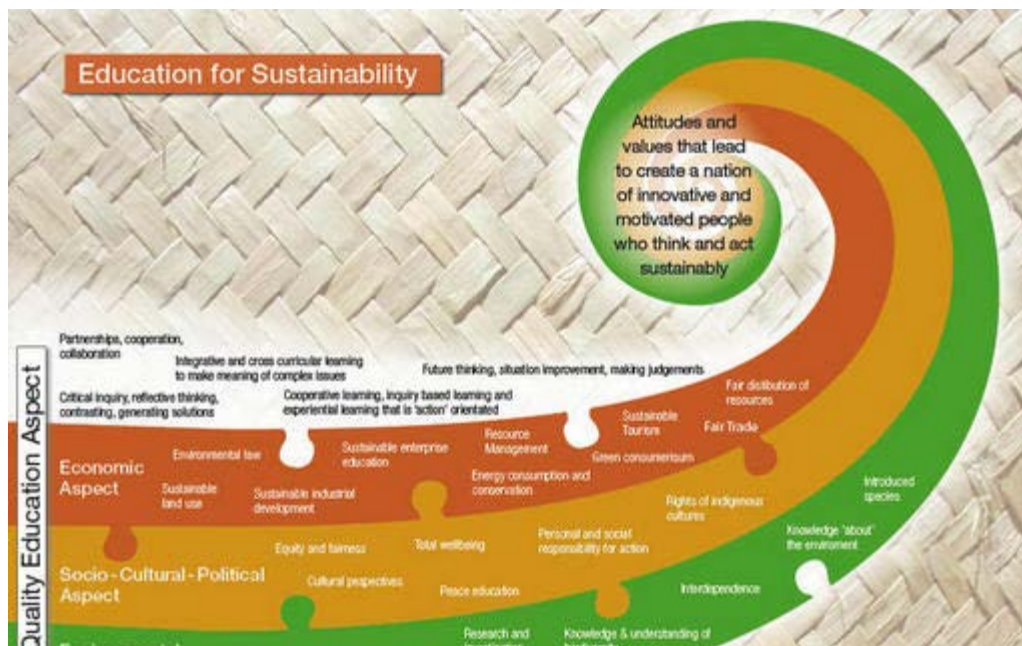 Education for Sustainability
Attitudes and
values that lead
to create a nation
of innovative and
motivated people
who think and act
sustainably
Quality Education Aspect
Partnerships, cooperation,
collaboration
Integrative and cross curricular learning
to make meaning of complex issues
Future thinking, situation improvement, making judgements
Critical inquiry, reflective thinking,
contrasting, generating solutions
Cooperative learning, inquiry based learning and
experiential learning that is 'action' orientated
Fair distibution of
resources
Sustainable
Tourism
Fair Trade
Resource
Management
Sustainable enterprise
education
Environmental law
Green consumerisum
Economic
Aspect
Energy consumption and
conservation
Sustainable
land use
Sustainable industrial
development
Introduced
species
Rights of indigenous
cultures
Knowledge 'about'
the enviroment
Personal and social
responsibility for action
Total wellbeing
Equity and fairness
Socio-Cultural-Political
Aspect
Cultural perspectives
Peace education
Interdependence
Research and
Knowledge & understanding of